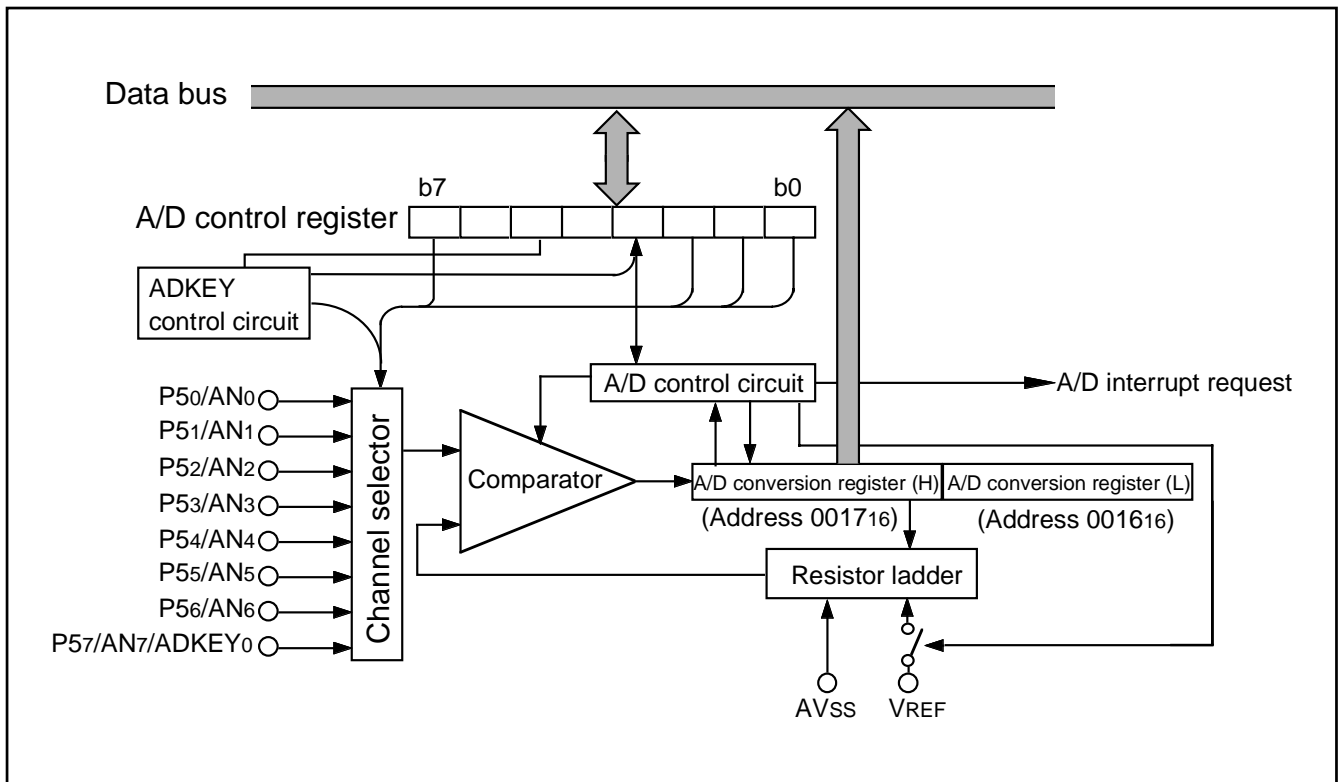 Data bus
b7 b0
A/D control register
ADKEY
control circuit
A/D control circuit
A/D interrupt request
P50/AN0
P51/AN1
P52/AN2
P53/AN3
P54/AN4
P55/AN5
P56/AN6
P57/AN7/ADKEY0
Channel selector
Comparator
A/D conversion register (H) A/D conversion register (L)
(Address 001716) (Address 001616)
Resistor ladder
AVSS VREF